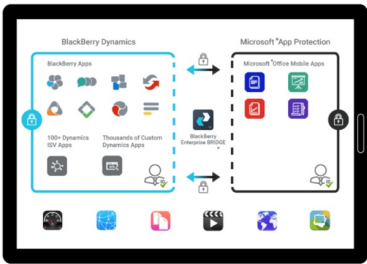 BlackBerry Dynamics
Microsoft® App Protection
BlackBerry Apps
Microsoft® Office Mobile Apps
100+ Dynamics
ISV Apps
Thousands of Custom
Dynamics Apps
BlackBerry
Enterprise BRIDGE